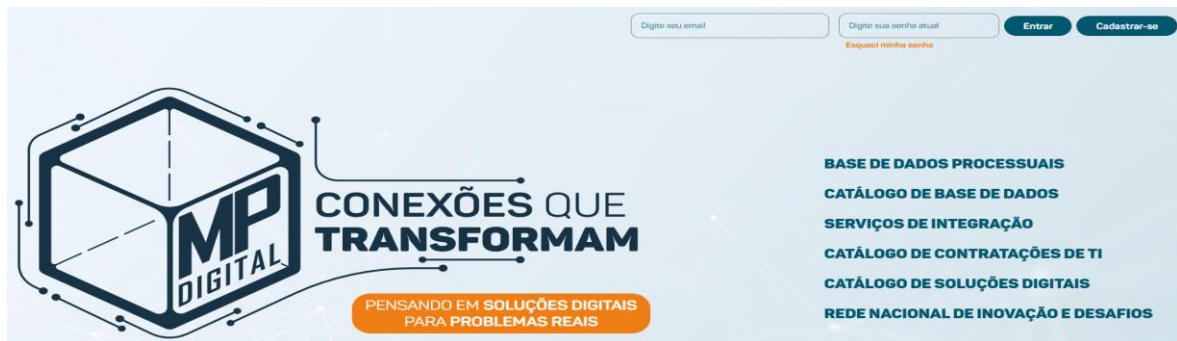 Digite seu email
Digite sua senha atual
Entrar
Cadastrar-se
Esqueci minha senha
MP
DIGITAL
CONEXÕES QUE
TRANSFORMAM
PENSANDO EM SOLUÇÕES DIGITAIS
PARA PROBLEMAS REAIS
BASE DE DADOS PROCESSUAIS
CATÁLOGO DE BASE DE DADOS
SERVIÇOS DE INTEGRAÇÃO
CATÁLOGO DE CONTRATAÇÕES DE TI
CATÁLOGO DE SOLUÇÕES DIGITAIS
REDE NACIONAL DE INOVAÇÃO E DESAFIOS